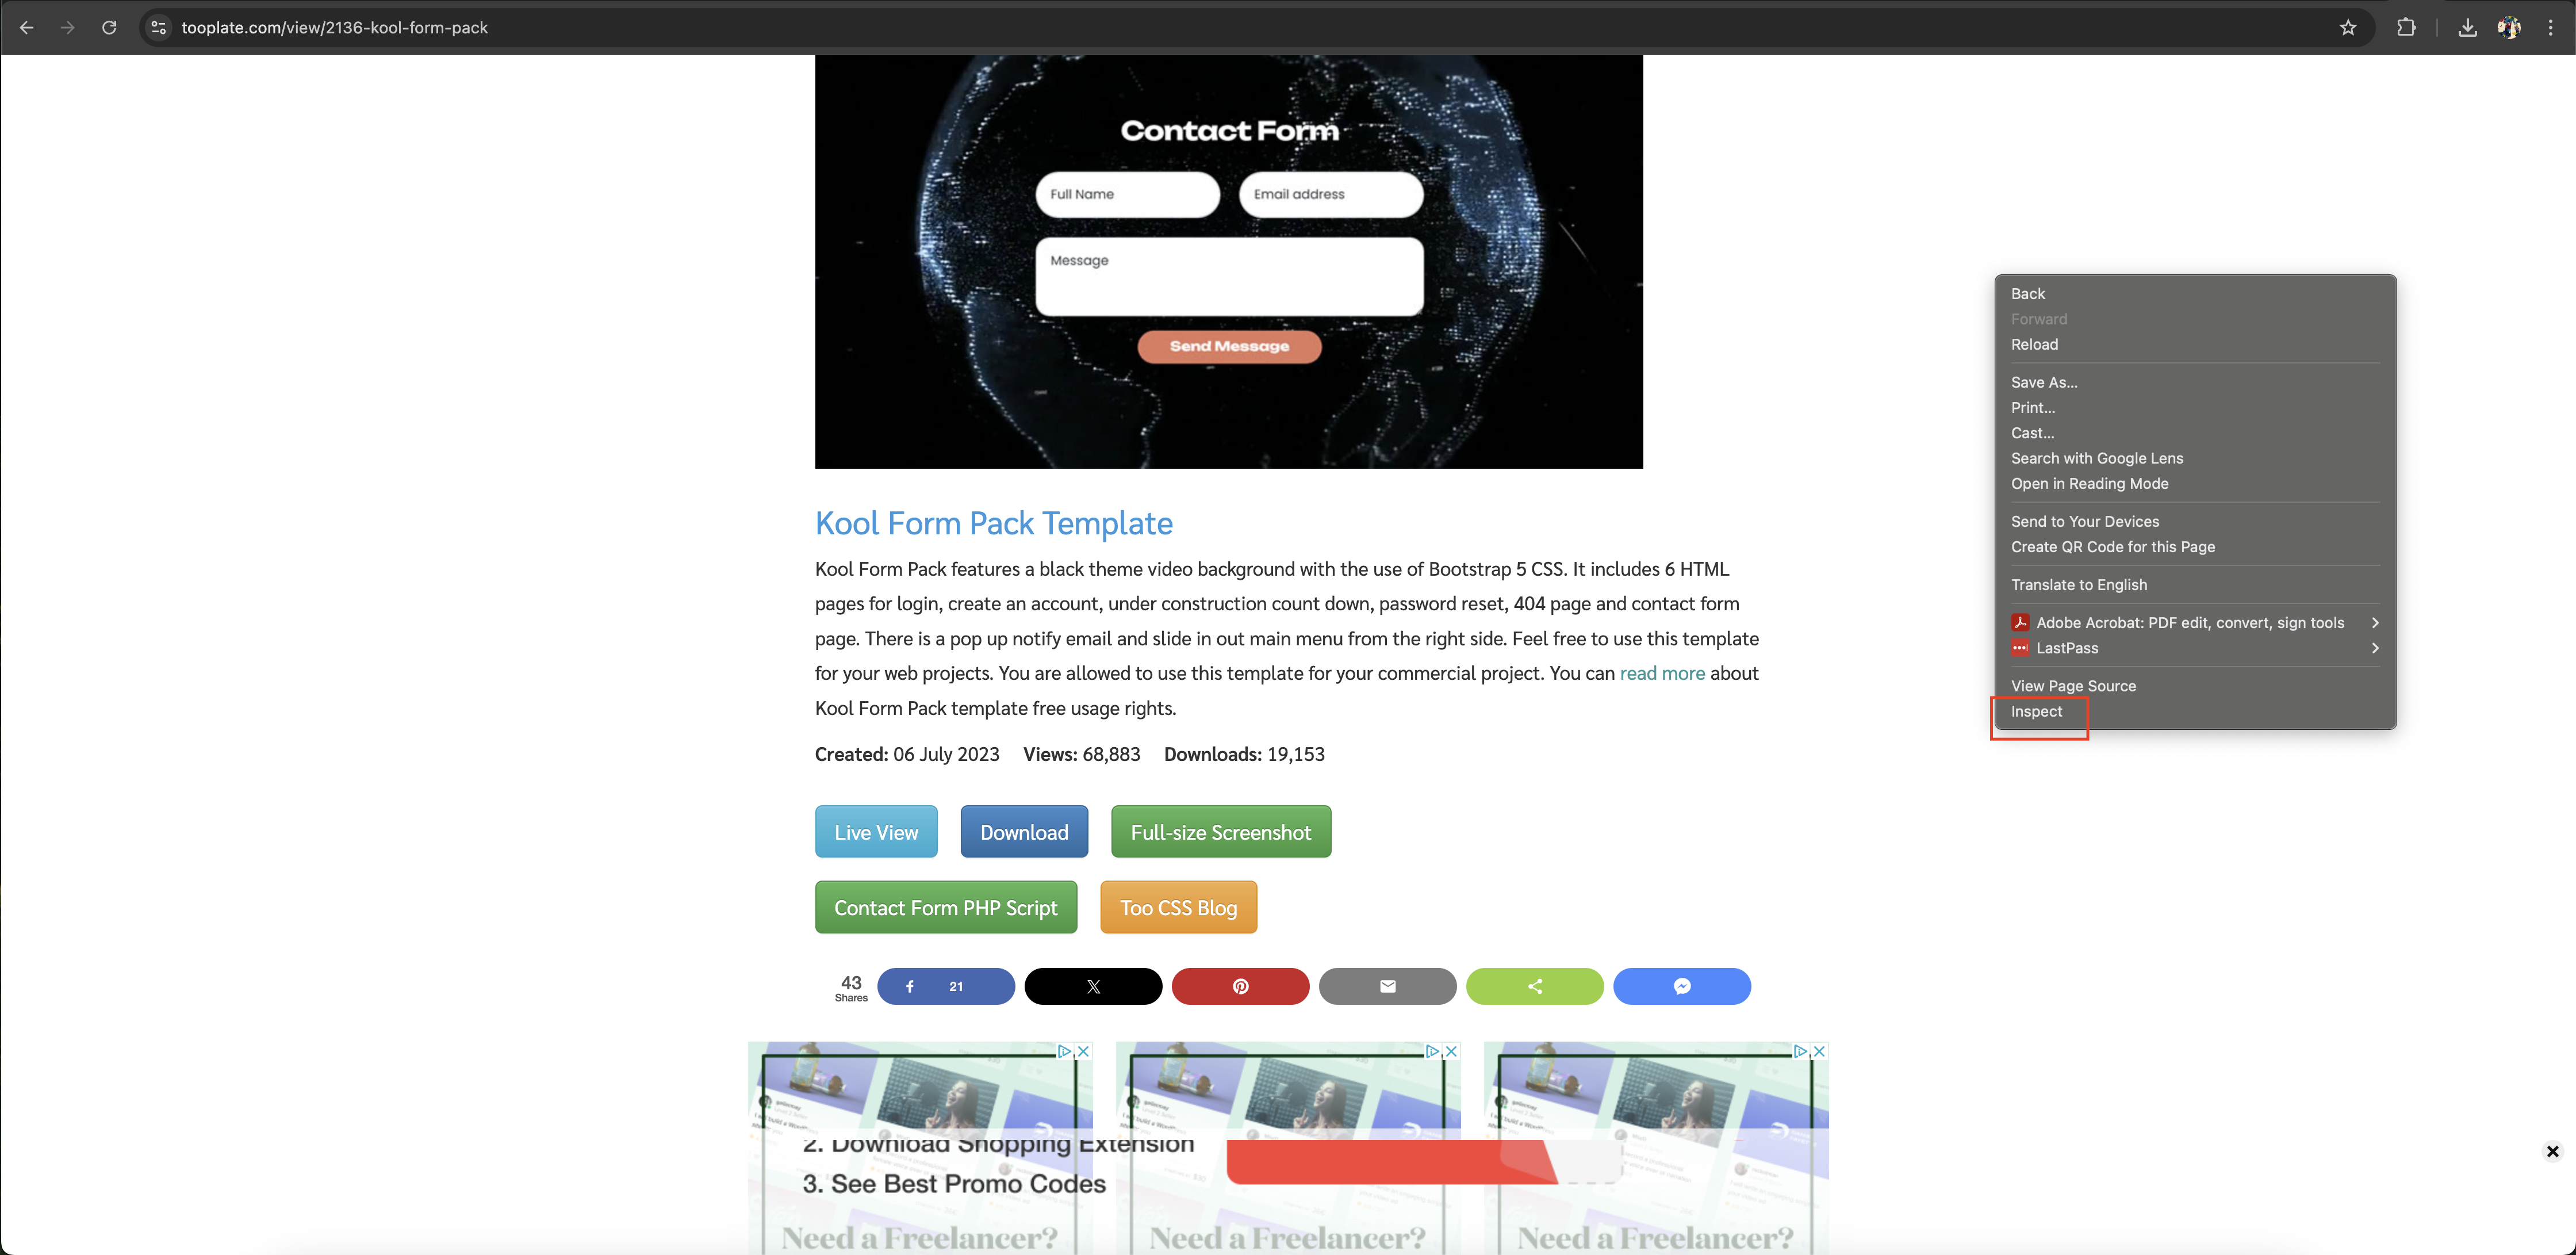 tooplate.com/view/2136-kool-form-pack
Contact Form
Full Name
Email address
Message
Send Message
Kool Form Pack Template
Kool Form Pack features a black theme video background with the use of Bootstrap 5 CSS. It includes 6 HTML
pages for login, create an account, under construction count down, password reset, 404 page and contact form
page. There is a pop up notify email and slide in out main menu from the right side. Feel free to use this template
for your web projects. You are allowed to use this template for your commercial project. You can read more about
Kool Form Pack template free usage rights.
Created: 06 July 2023 Views: 68,883 Downloads: 19,153
Live View
Download
Full-size Screenshot
Contact Form PHP Script
Too CSS Blog
43
Shares
21
2. Download Shopping Extension
3. See Best Promo Codes
Need a Freelancer?
Need a Freelancer?
Need a Freelancer?
Back
Forward
Reload
Save As...
Print...
Cast...
Search with Google Lens
Open in Reading Mode
Send to Your Devices
Create QR Code for this Page
Translate to English
Adobe Acrobat: PDF edit, convert, sign tools
LastPass
View Page Source
Inspect